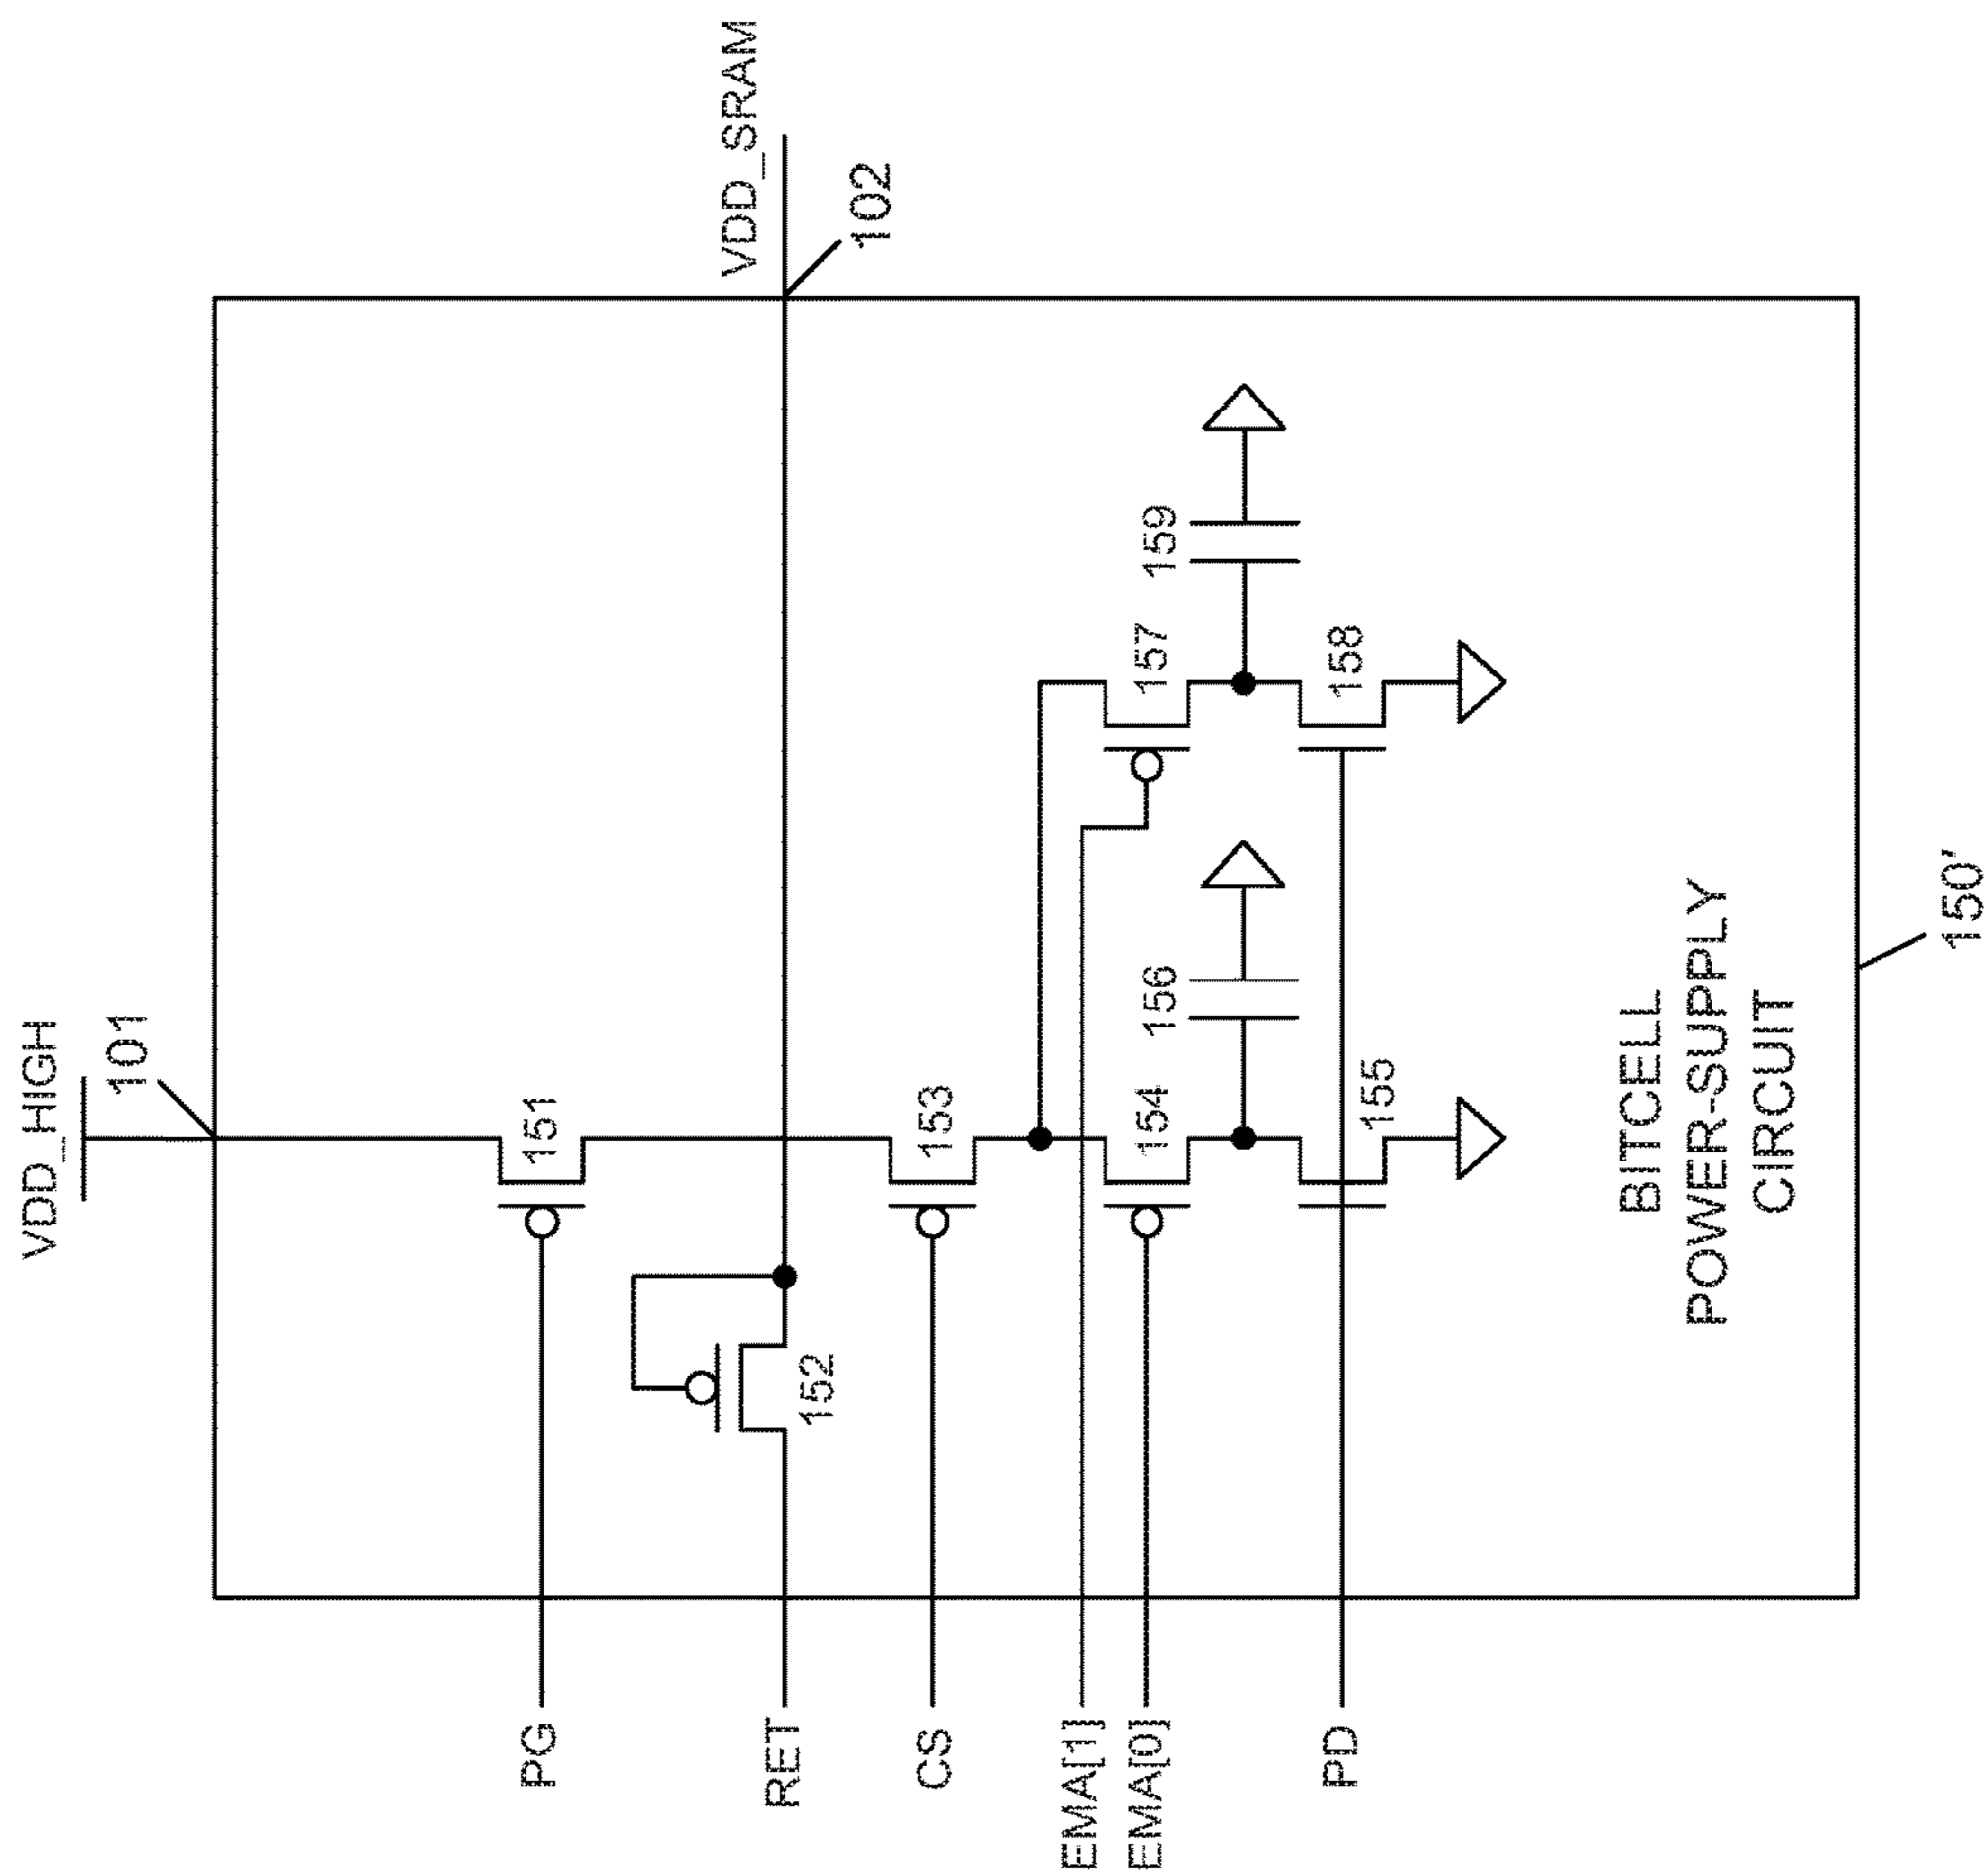 VDD_HIGH
101
VDD_SRAM
102
PG
151
RET
152
CS
153
EMA[1]
157
159
EMA[0]
154
156
PD
155
158
BITCELL
POWER-SUPPLY
CIRCUIT
150'